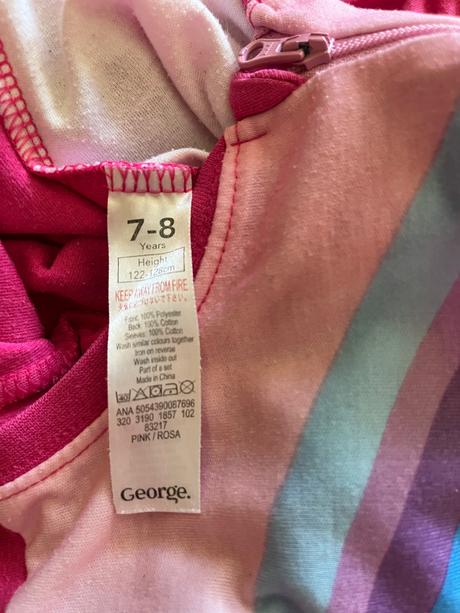 7-8
Years
Height
122-128cm
KEEP AWAY FROM FIRE
Front: 100% Polyester
Back: 100% Cotton
Sleeves: 100% Cotton
Wash similar colours together
Iron on reverse
Wash inside out
Part of a set
Made in China
ANA 5054390087696
320 3190 1857 102
83217
PINK / ROSA
George.